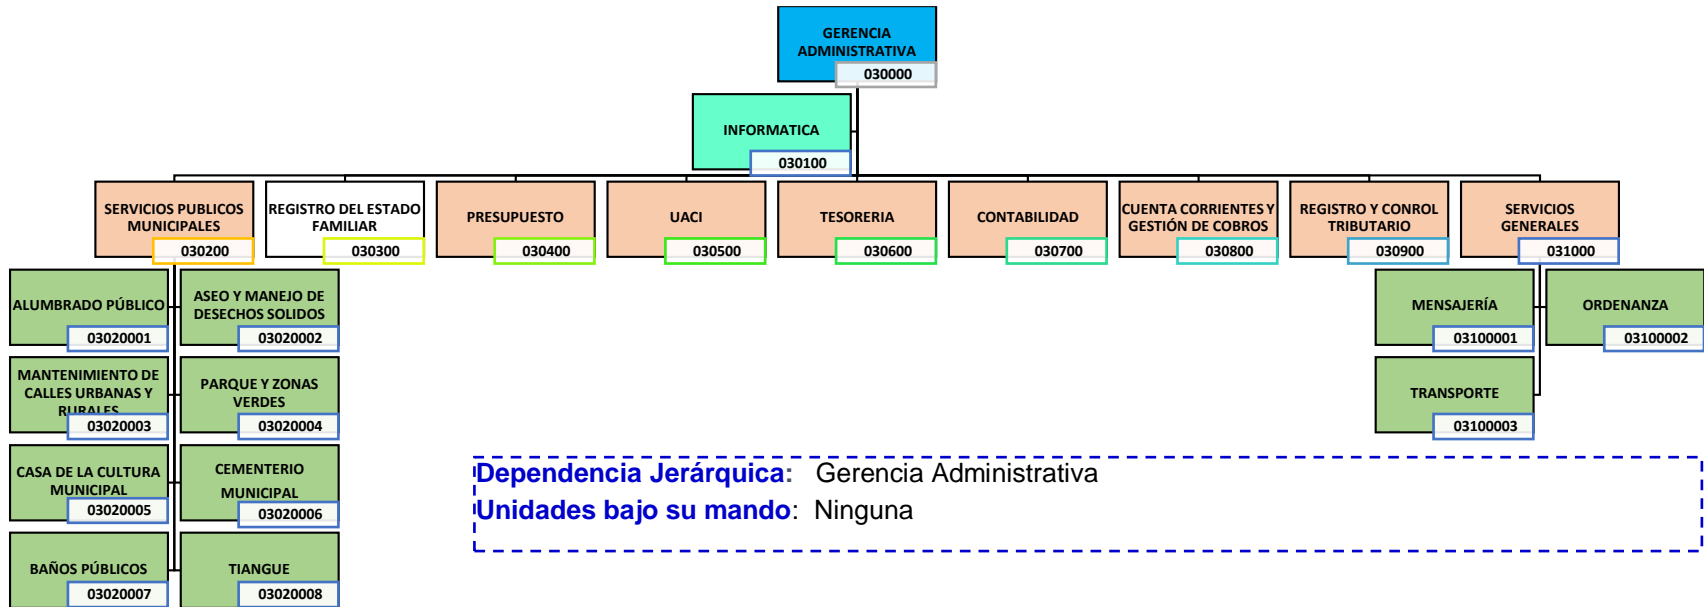 GERENCIA
ADMINISTRATIVA
030000
INFORMATICA
030100
SERVICIOS PUBLICOS
MUNICIPALES
030200
REGISTRO DEL ESTADO
FAMILIAR
030300
PRESUPUESTO
030400
UACI
030500
TESORERIA
030600
CONTABILIDAD
030700
CUENTA CORRIENTES Y
GESTIÓN DE COBROS
030800
REGISTRO Y CONROL
TRIBUTARIO
030900
SERVICIOS
GENERALES
031000
ALUMBRADO PÚBLICO
03020001
ASEO Y MANEJO DE
DESECHOS SOLIDOS
03020002
MENSAJERÍA
03100001
ORDENANZA
03100002
MANTENIMIENTO DE
CALLES URBANAS Y
RURALES
03020003
PARQUE Y ZONAS
VERDES
03020004
TRANSPORTE
03100003
CASA DE LA CULTURA
MUNICIPAL
03020005
CEMENTERIO
MUNICIPAL
03020006
BAÑOS PÚBLICOS
03020007
TIANGUE
03020008
Dependencia Jerárquica: Gerencia Administrativa
Unidades bajo su mando: Ninguna